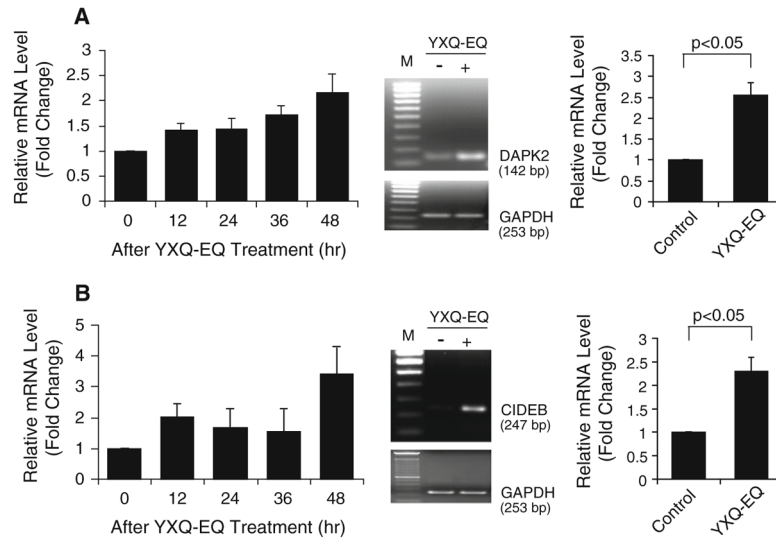 A
Relative mRNA Level
(Fold Change)
3
2.5
2
1.5
1
0.5
0
0 12 24 36 48
After YXQ-EQ Treatment (hr)
YXQ-EQ
M - +
DAPK2
(142 bp)
GAPDH
(253 bp)
p<0.05
Relative mRNA Level
(Fold Change)
3.5
3
2.5
2
1.5
1
0.5
0
Control
YXQ-EQ
B
Relative mRNA Level
(Fold Change)
5
4
3
2
1
0
0 12 24 36 48
After YXQ-EQ Treatment (hr)
YXQ-EQ
M - +
CIDEB
(247 bp)
GAPDH
(253 bp)
p<0.05
Relative mRNA Level
(Fold Change)
3
2.5
2
1.5
1
0.5
0
Control
YXQ-EQ